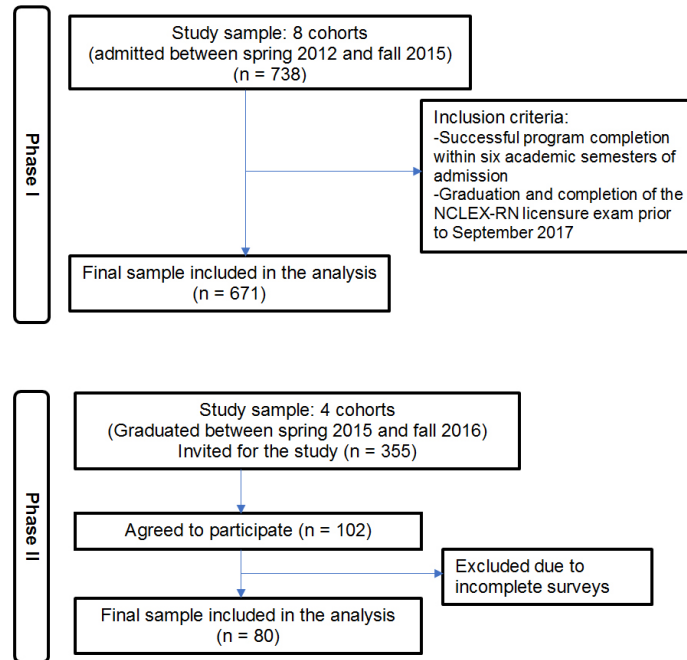 Phase I
Study sample: 8 cohorts
(admitted between spring 2012 and fall 2015)
(n = 738)
Inclusion criteria:
-Successful program completion
within six academic semesters of
admission
-Graduation and completion of the
NCLEX-RN licensure exam prior
to September 2017
Final sample included in the analysis
(n = 671)
Phase II
Study sample: 4 cohorts
(Graduated between spring 2015 and fall 2016)
Invited for the study (n = 355)
Agreed to participate (n = 102)
Excluded due to
incomplete surveys
Final sample included in the analysis
(n = 80)